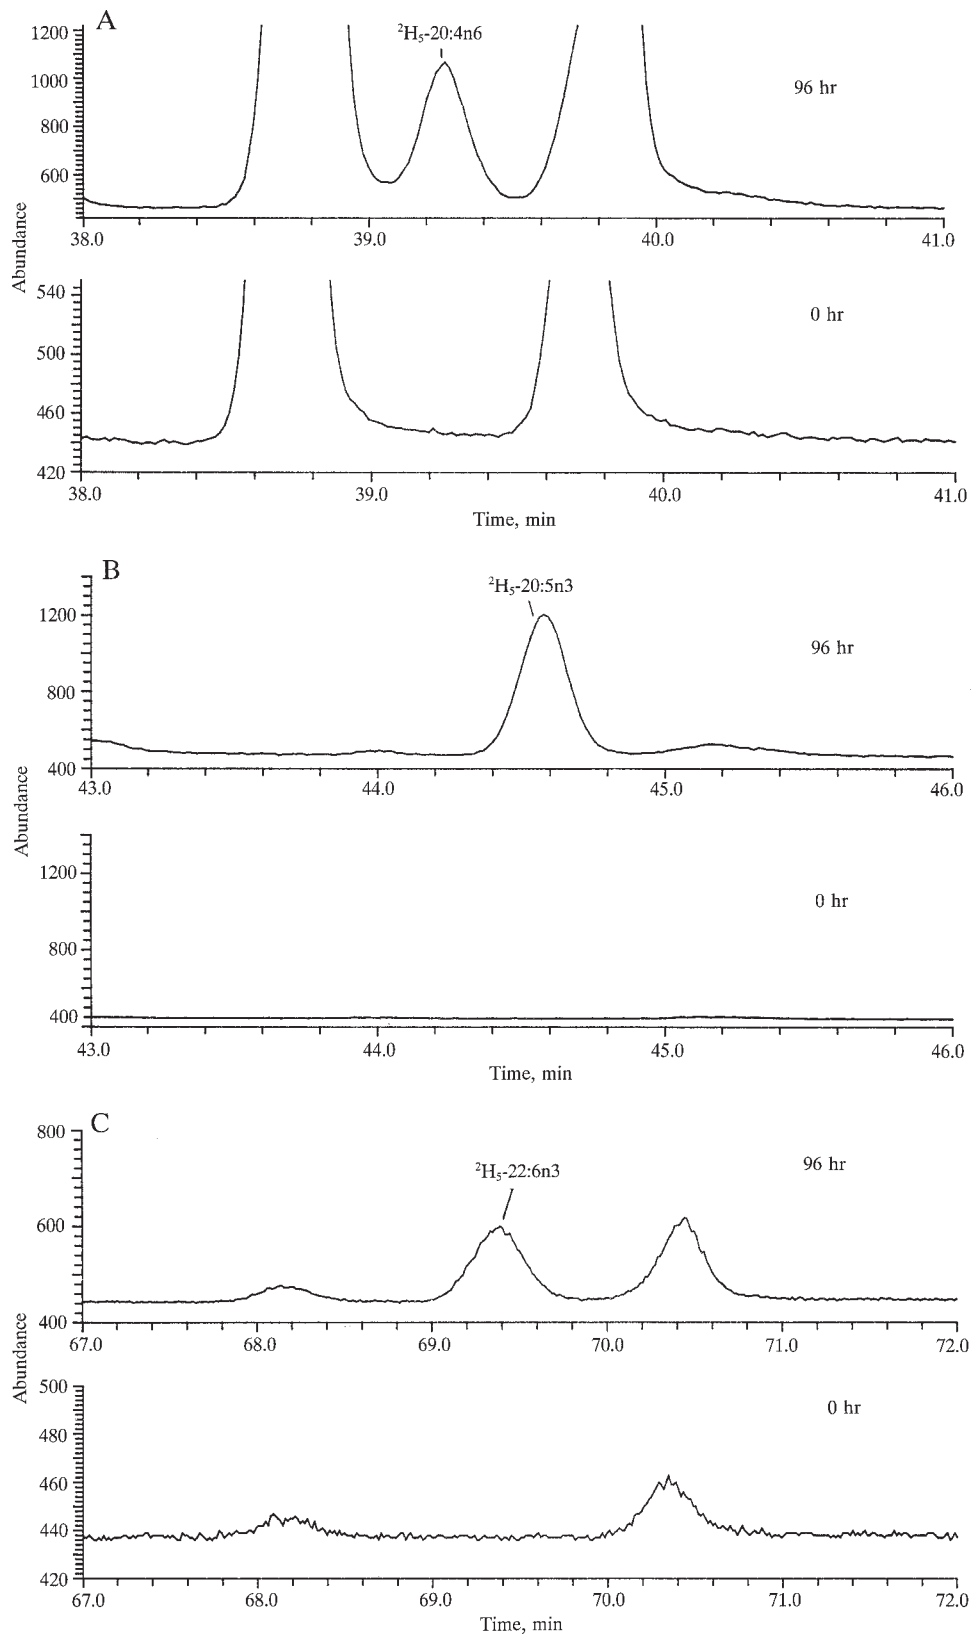 A
²H₅-20:4n6
96 hr
1200
1000
800
600
38.0 39.0 40.0 41.0
Abundance
0 hr
540
500
460
420
38.0 39.0 40.0 41.0
Time, min
B
²H₅-20:5n3
96 hr
1200
800
400
43.0 44.0 45.0 46.0
Abundance
0 hr
1200
800
400
43.0 44.0 45.0 46.0
Time, min
C
²H₅-22:6n3
96 hr
800
600
400
67.0 68.0 69.0 70.0 71.0 72.0
Abundance
0 hr
500
480
460
440
420
67.0 68.0 69.0 70.0 71.0 72.0
Time, min